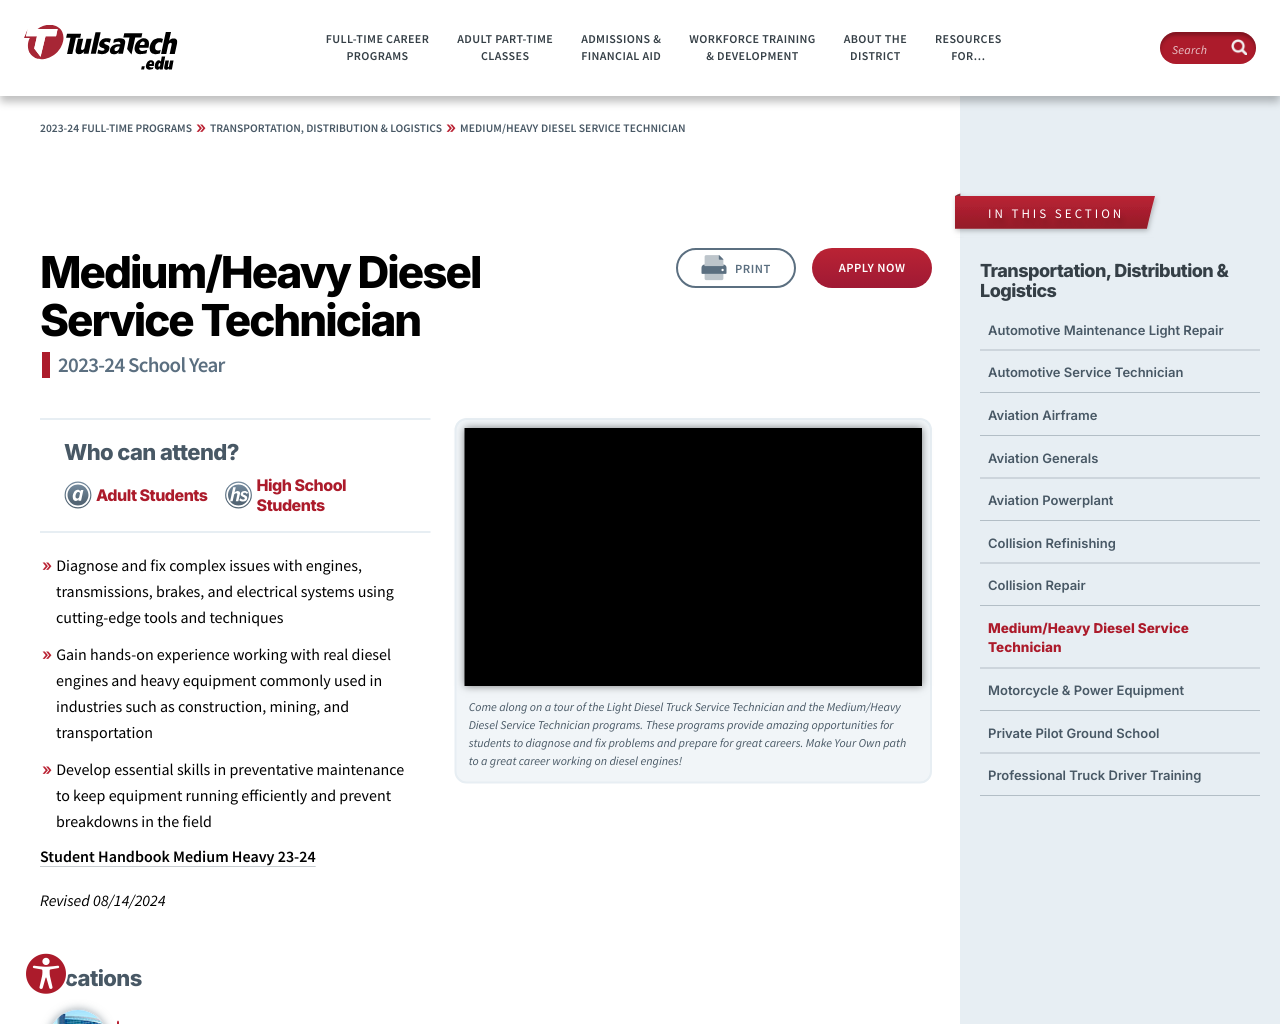 TulsaTech
.edu
FULL-TIME CAREER
PROGRAMS
ADULT PART-TIME
CLASSES
ADMISSIONS &
FINANCIAL AID
WORKFORCE TRAINING
& DEVELOPMENT
ABOUT THE
DISTRICT
RESOURCES
FOR...
Search
2023-24 FULL-TIME PROGRAMS » TRANSPORTATION, DISTRIBUTION & LOGISTICS » MEDIUM/HEAVY DIESEL SERVICE TECHNICIAN
Medium/Heavy Diesel
Service Technician
2023-24 School Year
PRINT
APPLY NOW
Who can attend?
a Adult Students
hs High School
Students
» Diagnose and fix complex issues with engines,
transmissions, brakes, and electrical systems using
cutting-edge tools and techniques
» Gain hands-on experience working with real diesel
engines and heavy equipment commonly used in
industries such as construction, mining, and
transportation
» Develop essential skills in preventative maintenance
to keep equipment running efficiently and prevent
breakdowns in the field
Student Handbook Medium Heavy 23-24
Revised 08/14/2024
cations
Come along on a tour of the Light Diesel Truck Service Technician and the Medium/Heavy
Diesel Service Technician programs. These programs provide amazing opportunities for
students to diagnose and fix problems and prepare for great careers. Make Your Own path
to a great career working on diesel engines!
IN THIS SECTION
Transportation, Distribution &
Logistics
Automotive Maintenance Light Repair
Automotive Service Technician
Aviation Airframe
Aviation Generals
Aviation Powerplant
Collision Refinishing
Collision Repair
Medium/Heavy Diesel Service
Technician
Motorcycle & Power Equipment
Private Pilot Ground School
Professional Truck Driver Training